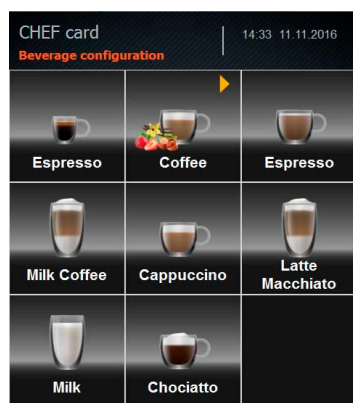 CHEF card
14:33 11.11.2016
Beverage configuration
Espresso
Coffee
Espresso
Milk Coffee
Cappuccino
Latte
Macchiato
Milk
Chociatto